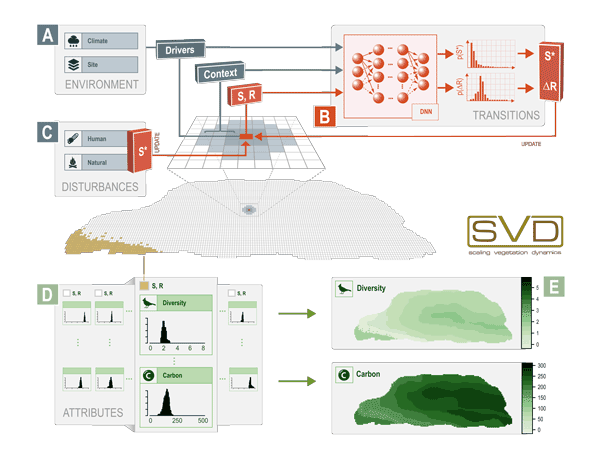 A
Climate
Site
ENVIRONMENT
Drivers
Context
S, R
B
DNN
p(S*)
p(ΔR)
TRANSITIONS
S*
ΔR
UPDATE
C
Human
Natural
DISTURBANCES
S*
UPDATE
SVD
scaling vegetation dynamics
D
S, R
S, R
S, R
S, R
Diversity
0 2 4 6 8
Carbon
0 250 500
ATTRIBUTES
E
Diversity
5
4
3
2
1
0
C
Carbon
300
250
200
150
100
50
0